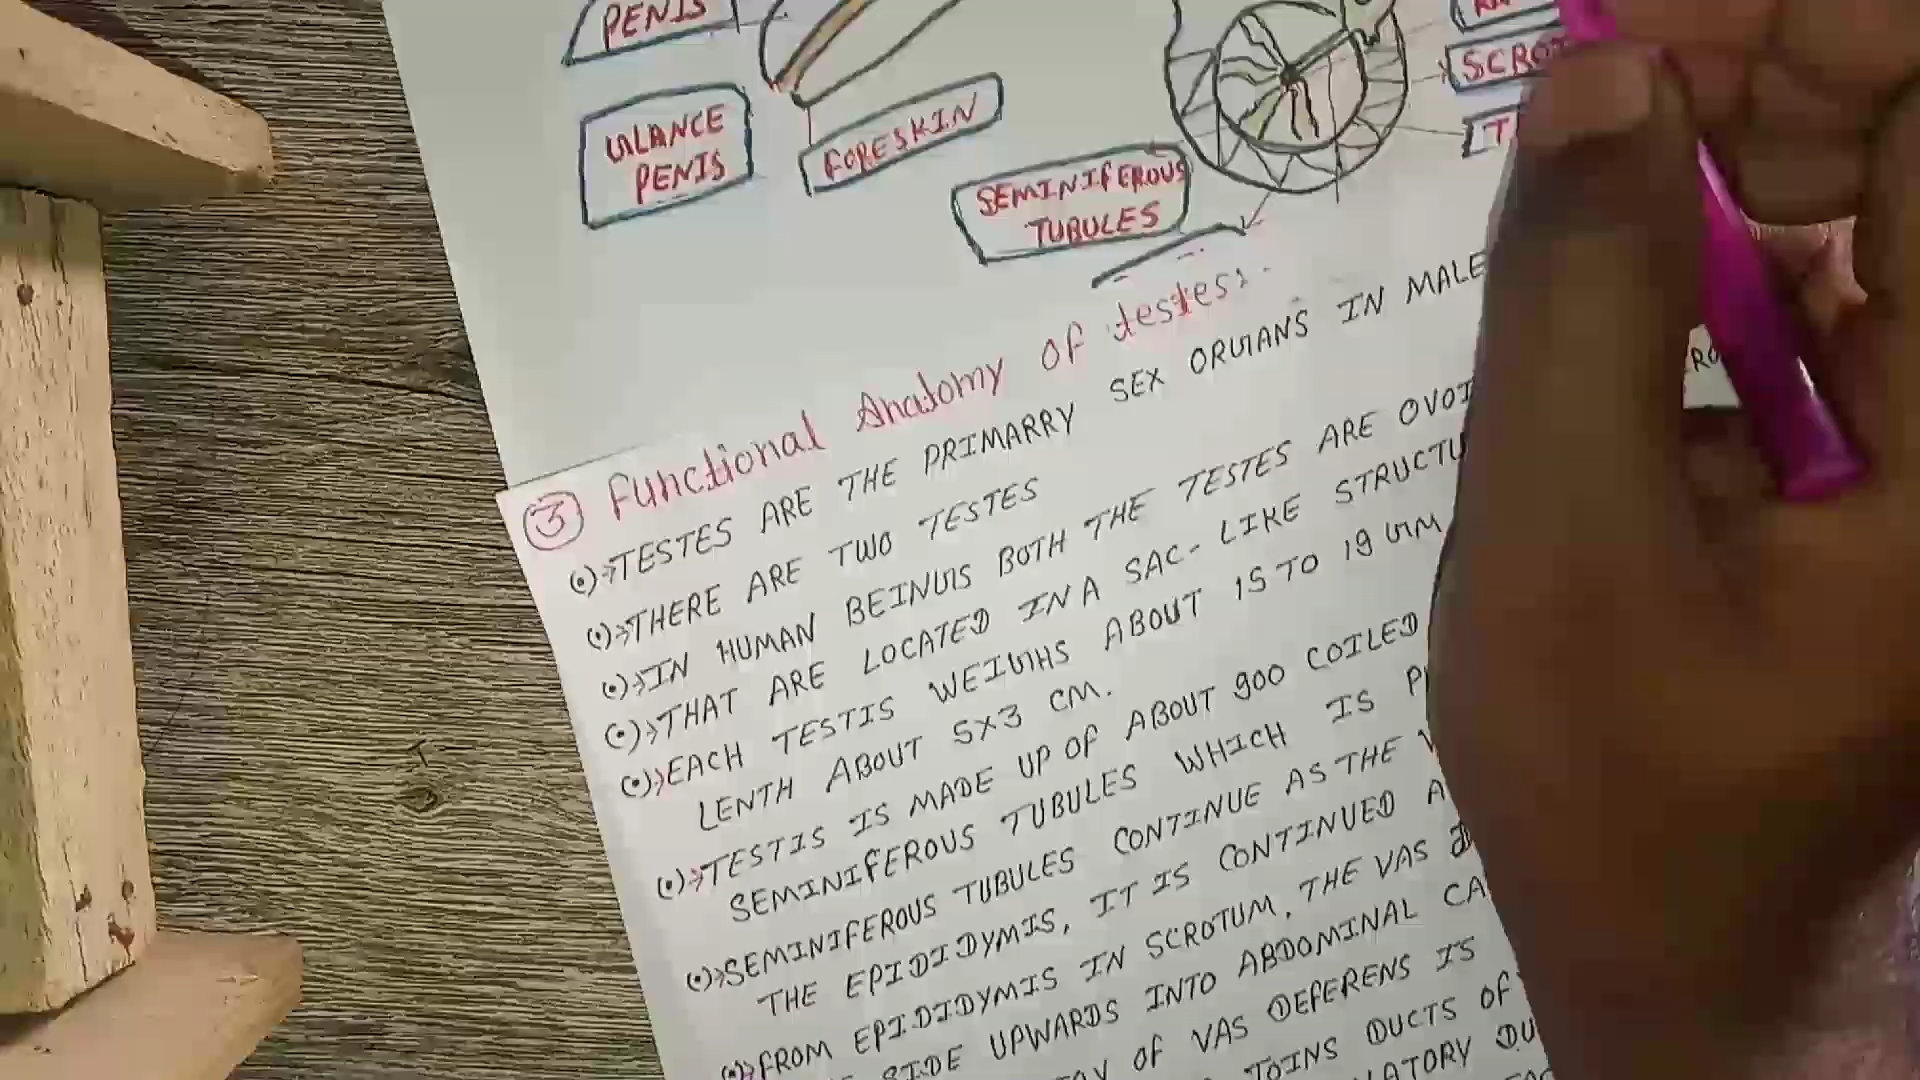 PENIS
GLANCE
PENIS
FORESKIN
SEMINIFEROUS
TUBULES
SCROT
T
③ Functional Anatomy of testes:
(•)⇒TESTES ARE THE PRIMARRY SEX ORGANS IN MALE
(•)⇒THERE ARE TWO TESTES
(•)⇒IN HUMAN BEINGS BOTH THE TESTES ARE OVOI
(•)⇒THAT ARE LOCATED IN A SAC-LIKE STRUCTU
(•)⇒EACH TESTIS WEIGHS ABOUT 15 TO 19 GM
LENTH ABOUT 5X3 CM.
(•)⇒TESTIS IS MADE UP OF ABOUT 900 COILED
SEMINIFEROUS TUBULES WHICH IS
(•)⇒SEMINIFEROUS TUBULES CONTINUE AS THE
THE EPIDIDYMIS, IT IS CONTINUED A
(•)⇒FROM EPIDIDYMIS IN SCROTUM, THE VAS
SIDE UPWARDS INTO ABDOMINAL CA
OF VAS DEFERENS IS
JOINS DUCTS OF